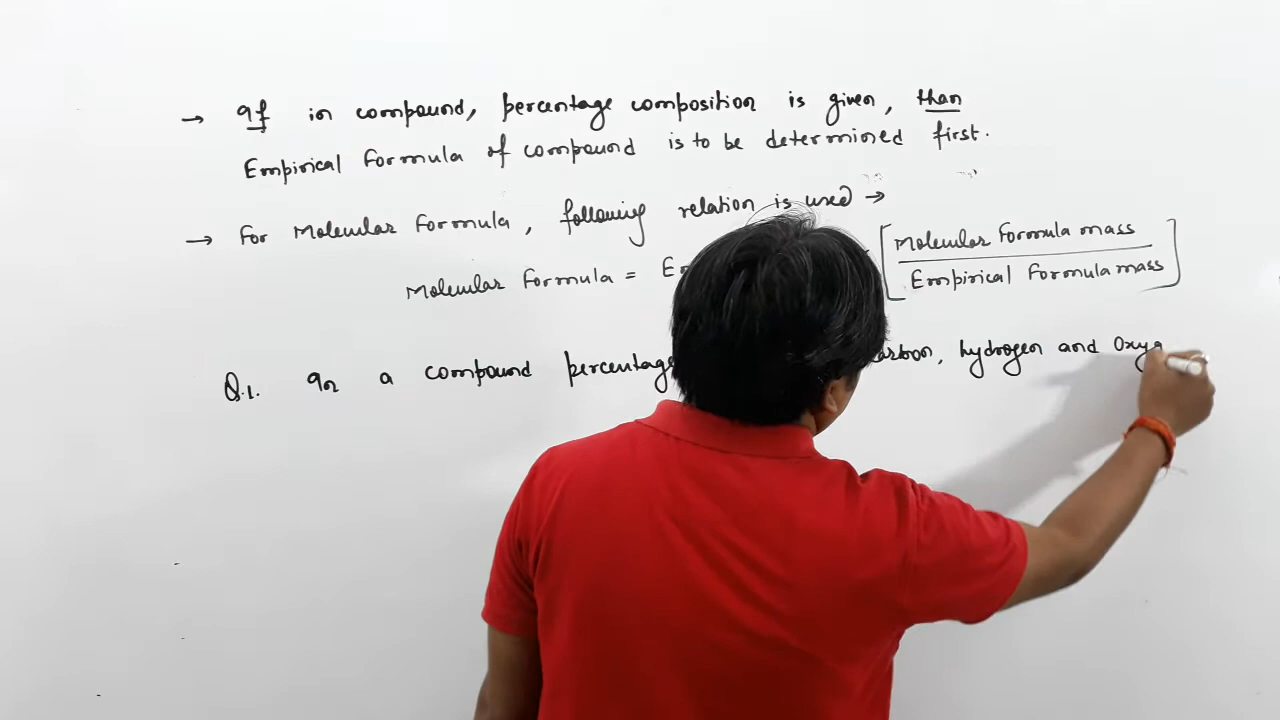 → If in compound, percentage composition is given, than
Empirical Formula of compound is to be determined first.
→ For Molecular Formula, following relation is used →
Molecular Formula = [Molecular Formula mass
Empirical Formula mass]
Q.1. In a compound percentage carbon, hydrogen and Oxyg